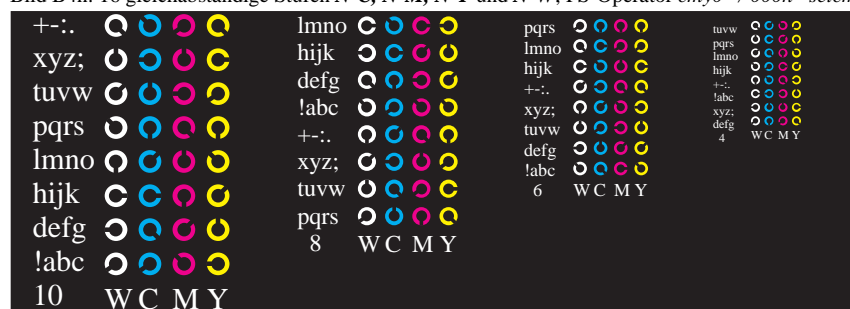 +-:.
xyz;
tuvw
pqrs
lmno
hijk
defg
!abc
10 W C M Y
lmno
hijk
defg
!abc
+-:.
xyz;
tuvw
pqrs
8 W C M Y
pqrs
lmno
hijk
+-:.
xyz;
tuvw
defg
!abc
6 W C M Y
tuvw
pqrs
lmno
hijk
+-:.
!abc
xyz;
defg
4 W C M Y